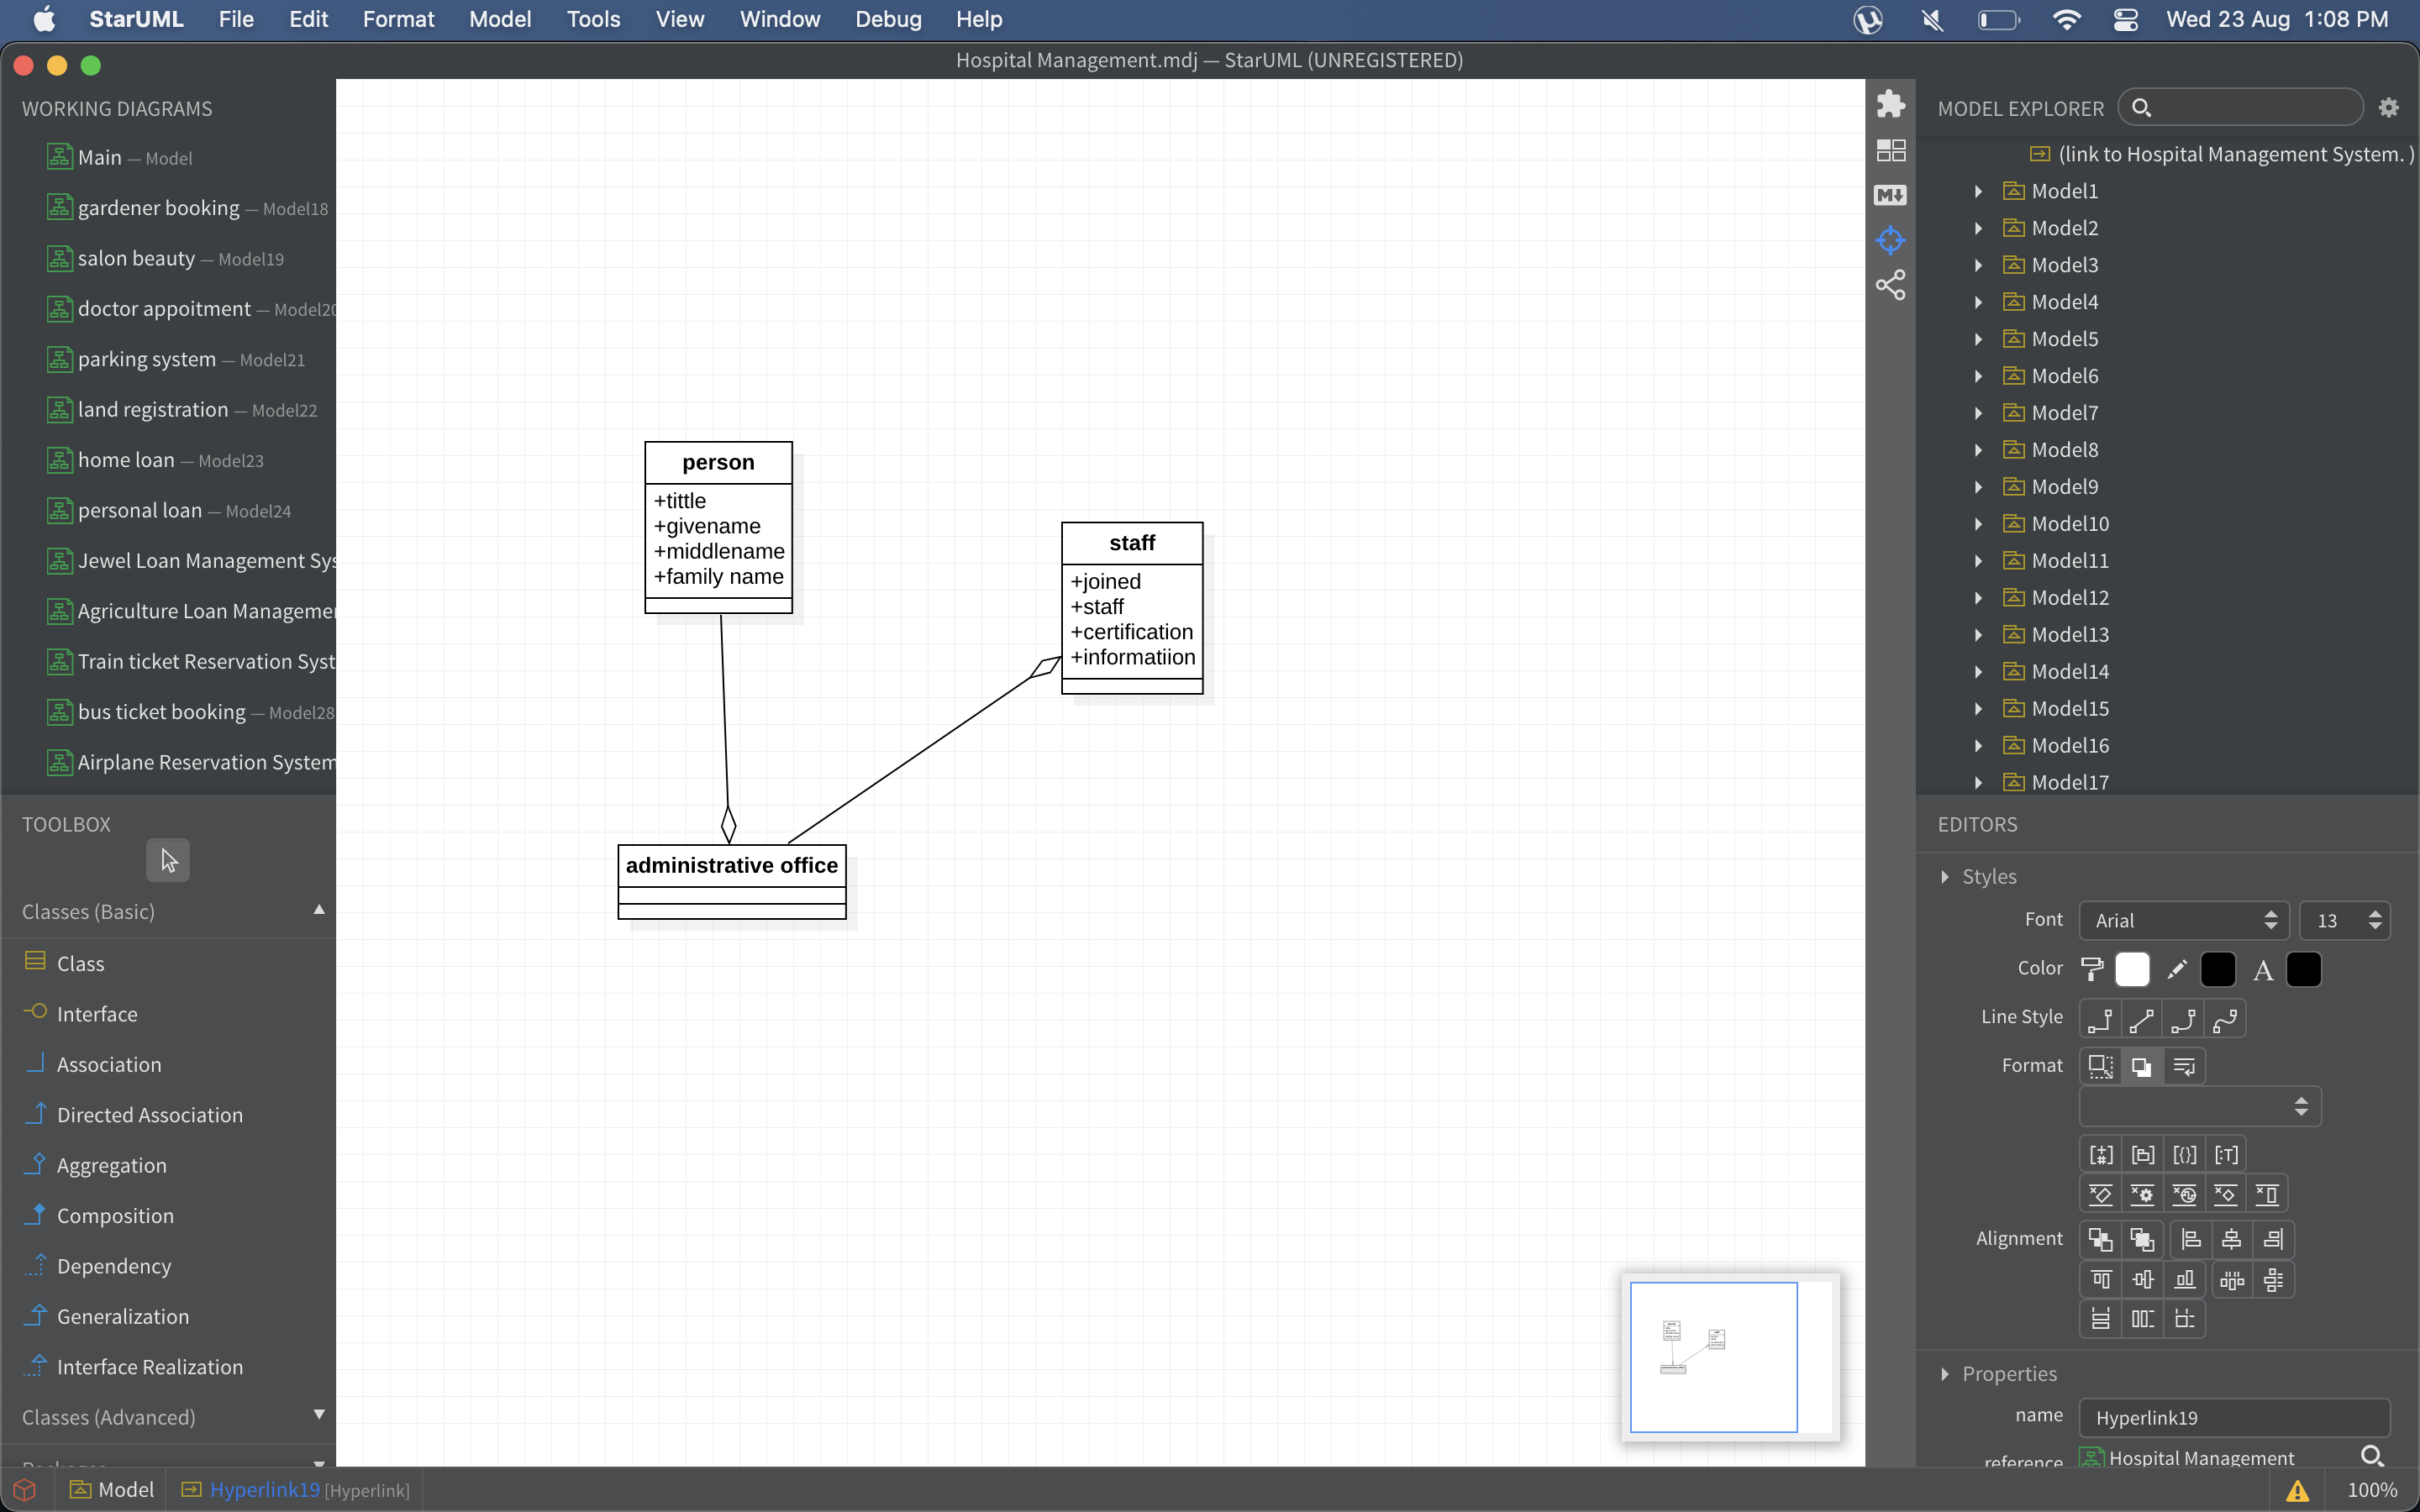 StarUML File Edit Format Model Tools View Window Debug Help Wed 23 Aug 1:08 PM
Hospital Management.mdj — StarUML (UNREGISTERED)
WORKING DIAGRAMS
Main — Model
gardener booking — Model18
salon beauty — Model19
doctor appoitment — Model20
parking system — Model21
land registration — Model22
home loan — Model23
personal loan — Model24
Jewel Loan Management Sys
Agriculture Loan Managemen
Train ticket Reservation Syst
bus ticket booking — Model28
Airplane Reservation System
TOOLBOX
Classes (Basic)
Class
Interface
Association
Directed Association
Aggregation
Composition
Dependency
Generalization
Interface Realization
Classes (Advanced)
person
+tittle
+givename
+middlename
+family name
staff
+joined
+staff
+certification
+informatiion
administrative office
M
MODEL EXPLORER
(link to Hospital Management System. )
Model1
Model2
Model3
Model4
Model5
Model6
Model7
Model8
Model9
Model10
Model11
Model12
Model13
Model14
Model15
Model16
Model17
EDITORS
Styles
Font Arial 13
Color A
Line Style
Format
Alignment
Properties
name Hyperlink19
reference Hospital Management
Model Hyperlink19 [Hyperlink] 100%